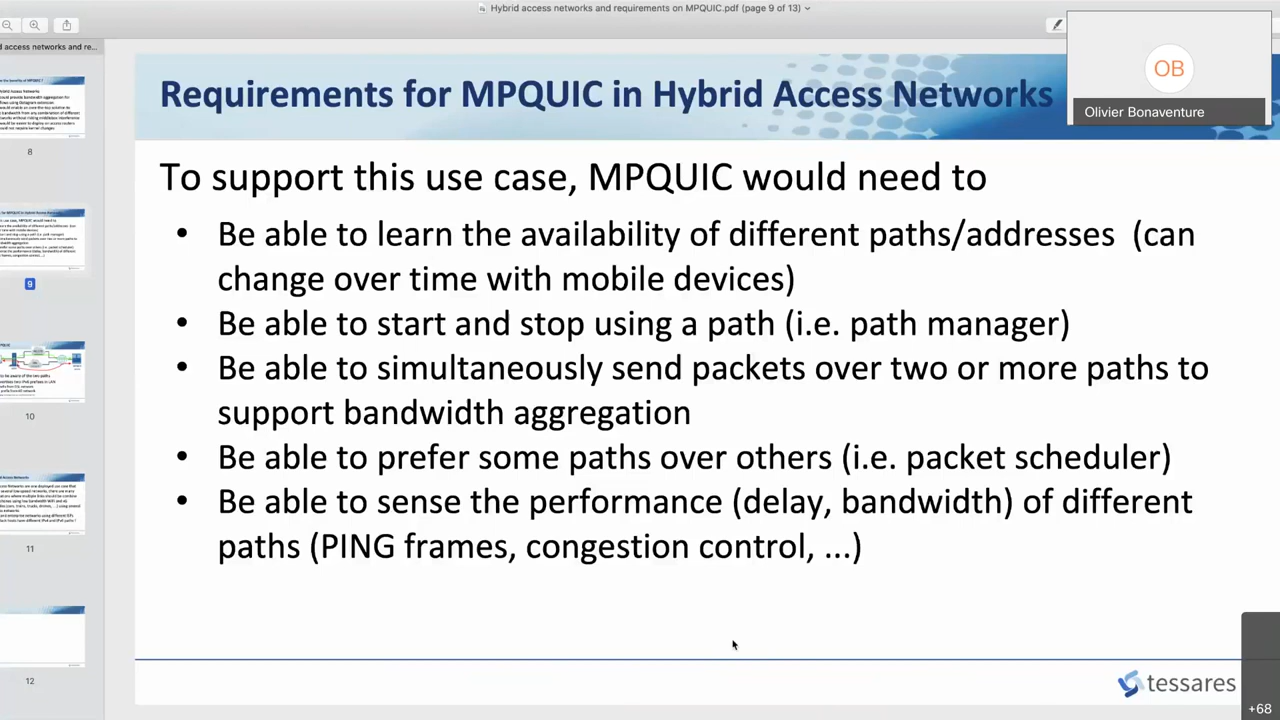 Hybrid access networks and requirements on MPQUIC.pdf (page 9 of 13)
access networks and re...
OB
Olivier Bonaventure
Requirements for MPQUIC in Hybrid Access Networks
To support this use case, MPQUIC would need to
• Be able to learn the availability of different paths/addresses (can
change over time with mobile devices)
• Be able to start and stop using a path (i.e. path manager)
• Be able to simultaneously send packets over two or more paths to
support bandwidth aggregation
• Be able to prefer some paths over others (i.e. packet scheduler)
• Be able to sense the performance (delay, bandwidth) of different
paths (PING frames, congestion control, ...)
8
9
10
11
12
tessares
+68